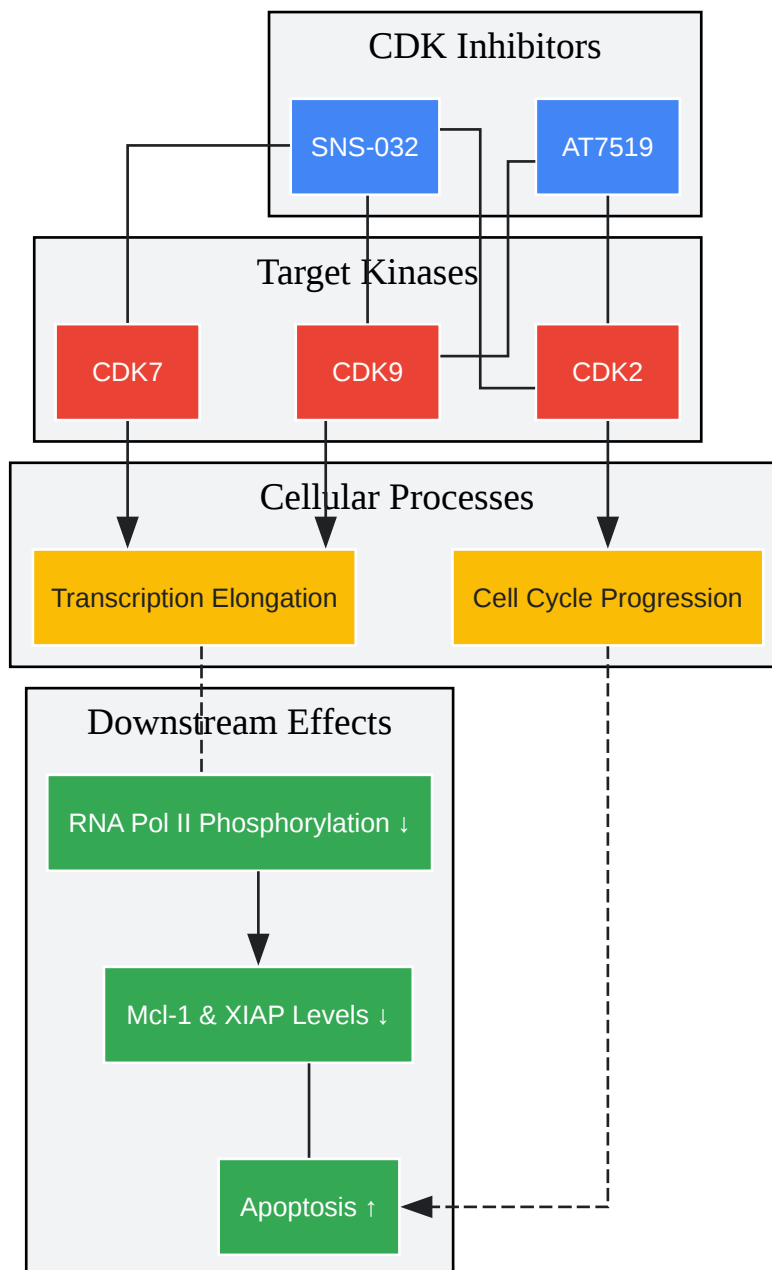 CDK Inhibitors
SNS-032
AT7519
Target Kinases
CDK7
CDK9
CDK2
Cellular Processes
Transcription Elongation
Cell Cycle Progression
Downstream Effects
RNA Pol II Phosphorylation ↓
Mcl-1 & XIAP Levels ↓
Apoptosis ↑